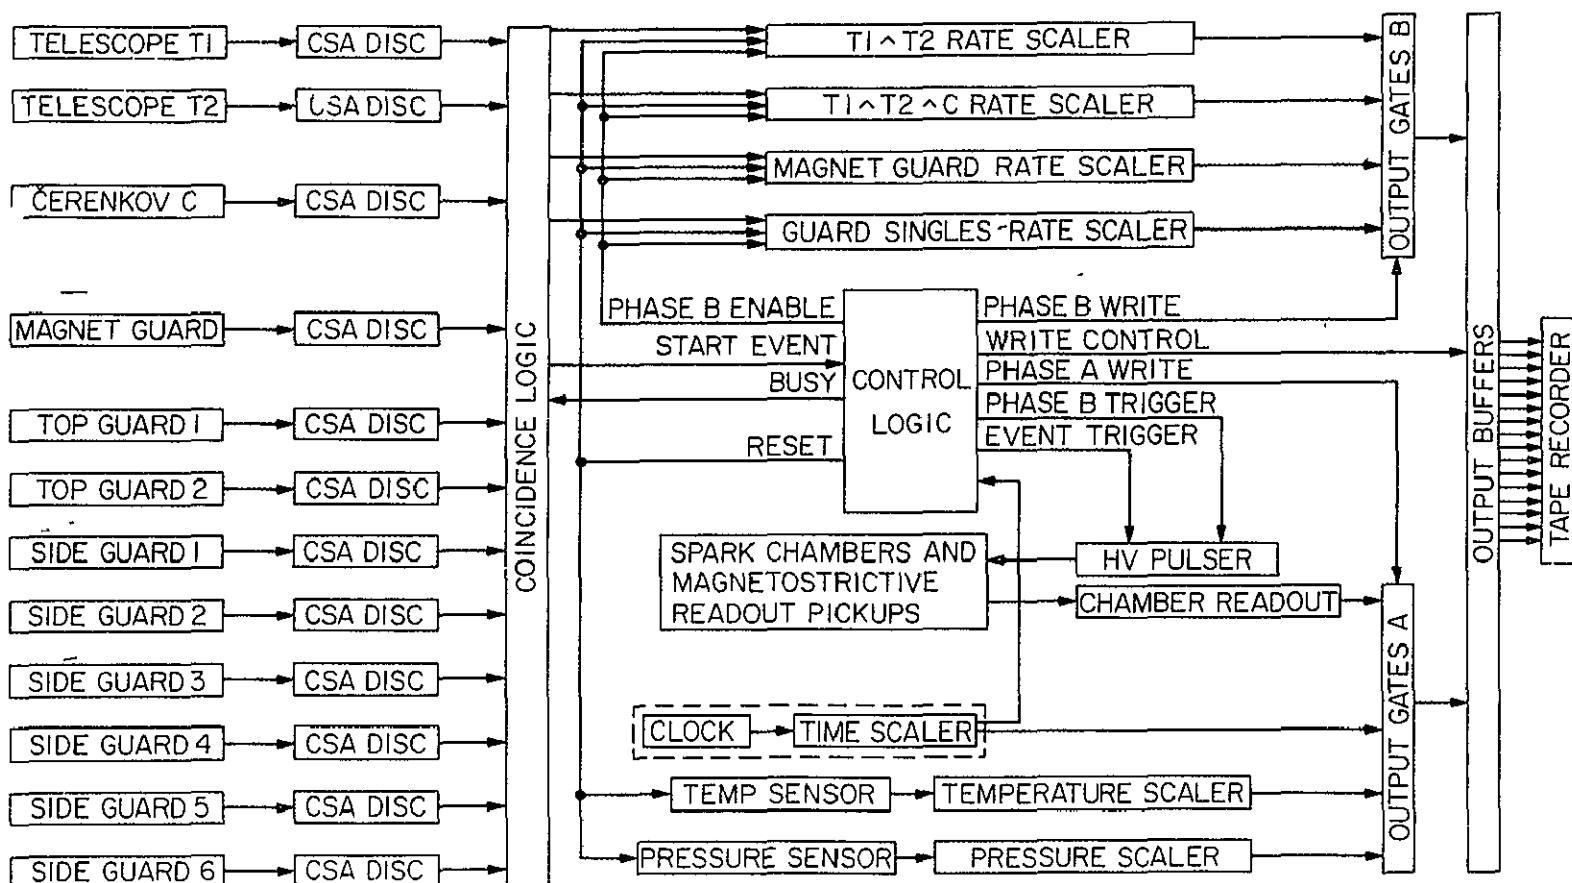 TELESCOPE T1
CSA DISC
T1 ^ T2 RATE SCALER
TELESCOPE T2
CSA DISC
T1 ^ T2 ^ C RATE SCALER
MAGNET GUARD RATE SCALER
ČERENKOV C
CSA DISC
GUARD SINGLES-RATE SCALER
OUTPUT GATES B
MAGNET GUARD
CSA DISC
COINCIDENCE LOGIC
PHASE B ENABLE
START EVENT
BUSY
RESET
CONTROL
LOGIC
PHASE B WRITE
WRITE CONTROL
PHASE A WRITE
PHASE B TRIGGER
EVENT TRIGGER
OUTPUT BUFFERS
TAPE RECORDER
TOP GUARD 1
CSA DISC
TOP GUARD 2
CSA DISC
SIDE GUARD 1
CSA DISC
SPARK CHAMBERS AND
MAGNETOSTRICTIVE
READOUT PICKUPS
HV PULSER
CHAMBER READOUT
SIDE GUARD 2
CSA DISC
SIDE GUARD 3
CSA DISC
OUTPUT GATES A
SIDE GUARD 4
CSA DISC
CLOCK
TIME SCALER
SIDE GUARD 5
CSA DISC
TEMP SENSOR
TEMPERATURE SCALER
SIDE GUARD 6
CSA DISC
PRESSURE SENSOR
PRESSURE SCALER